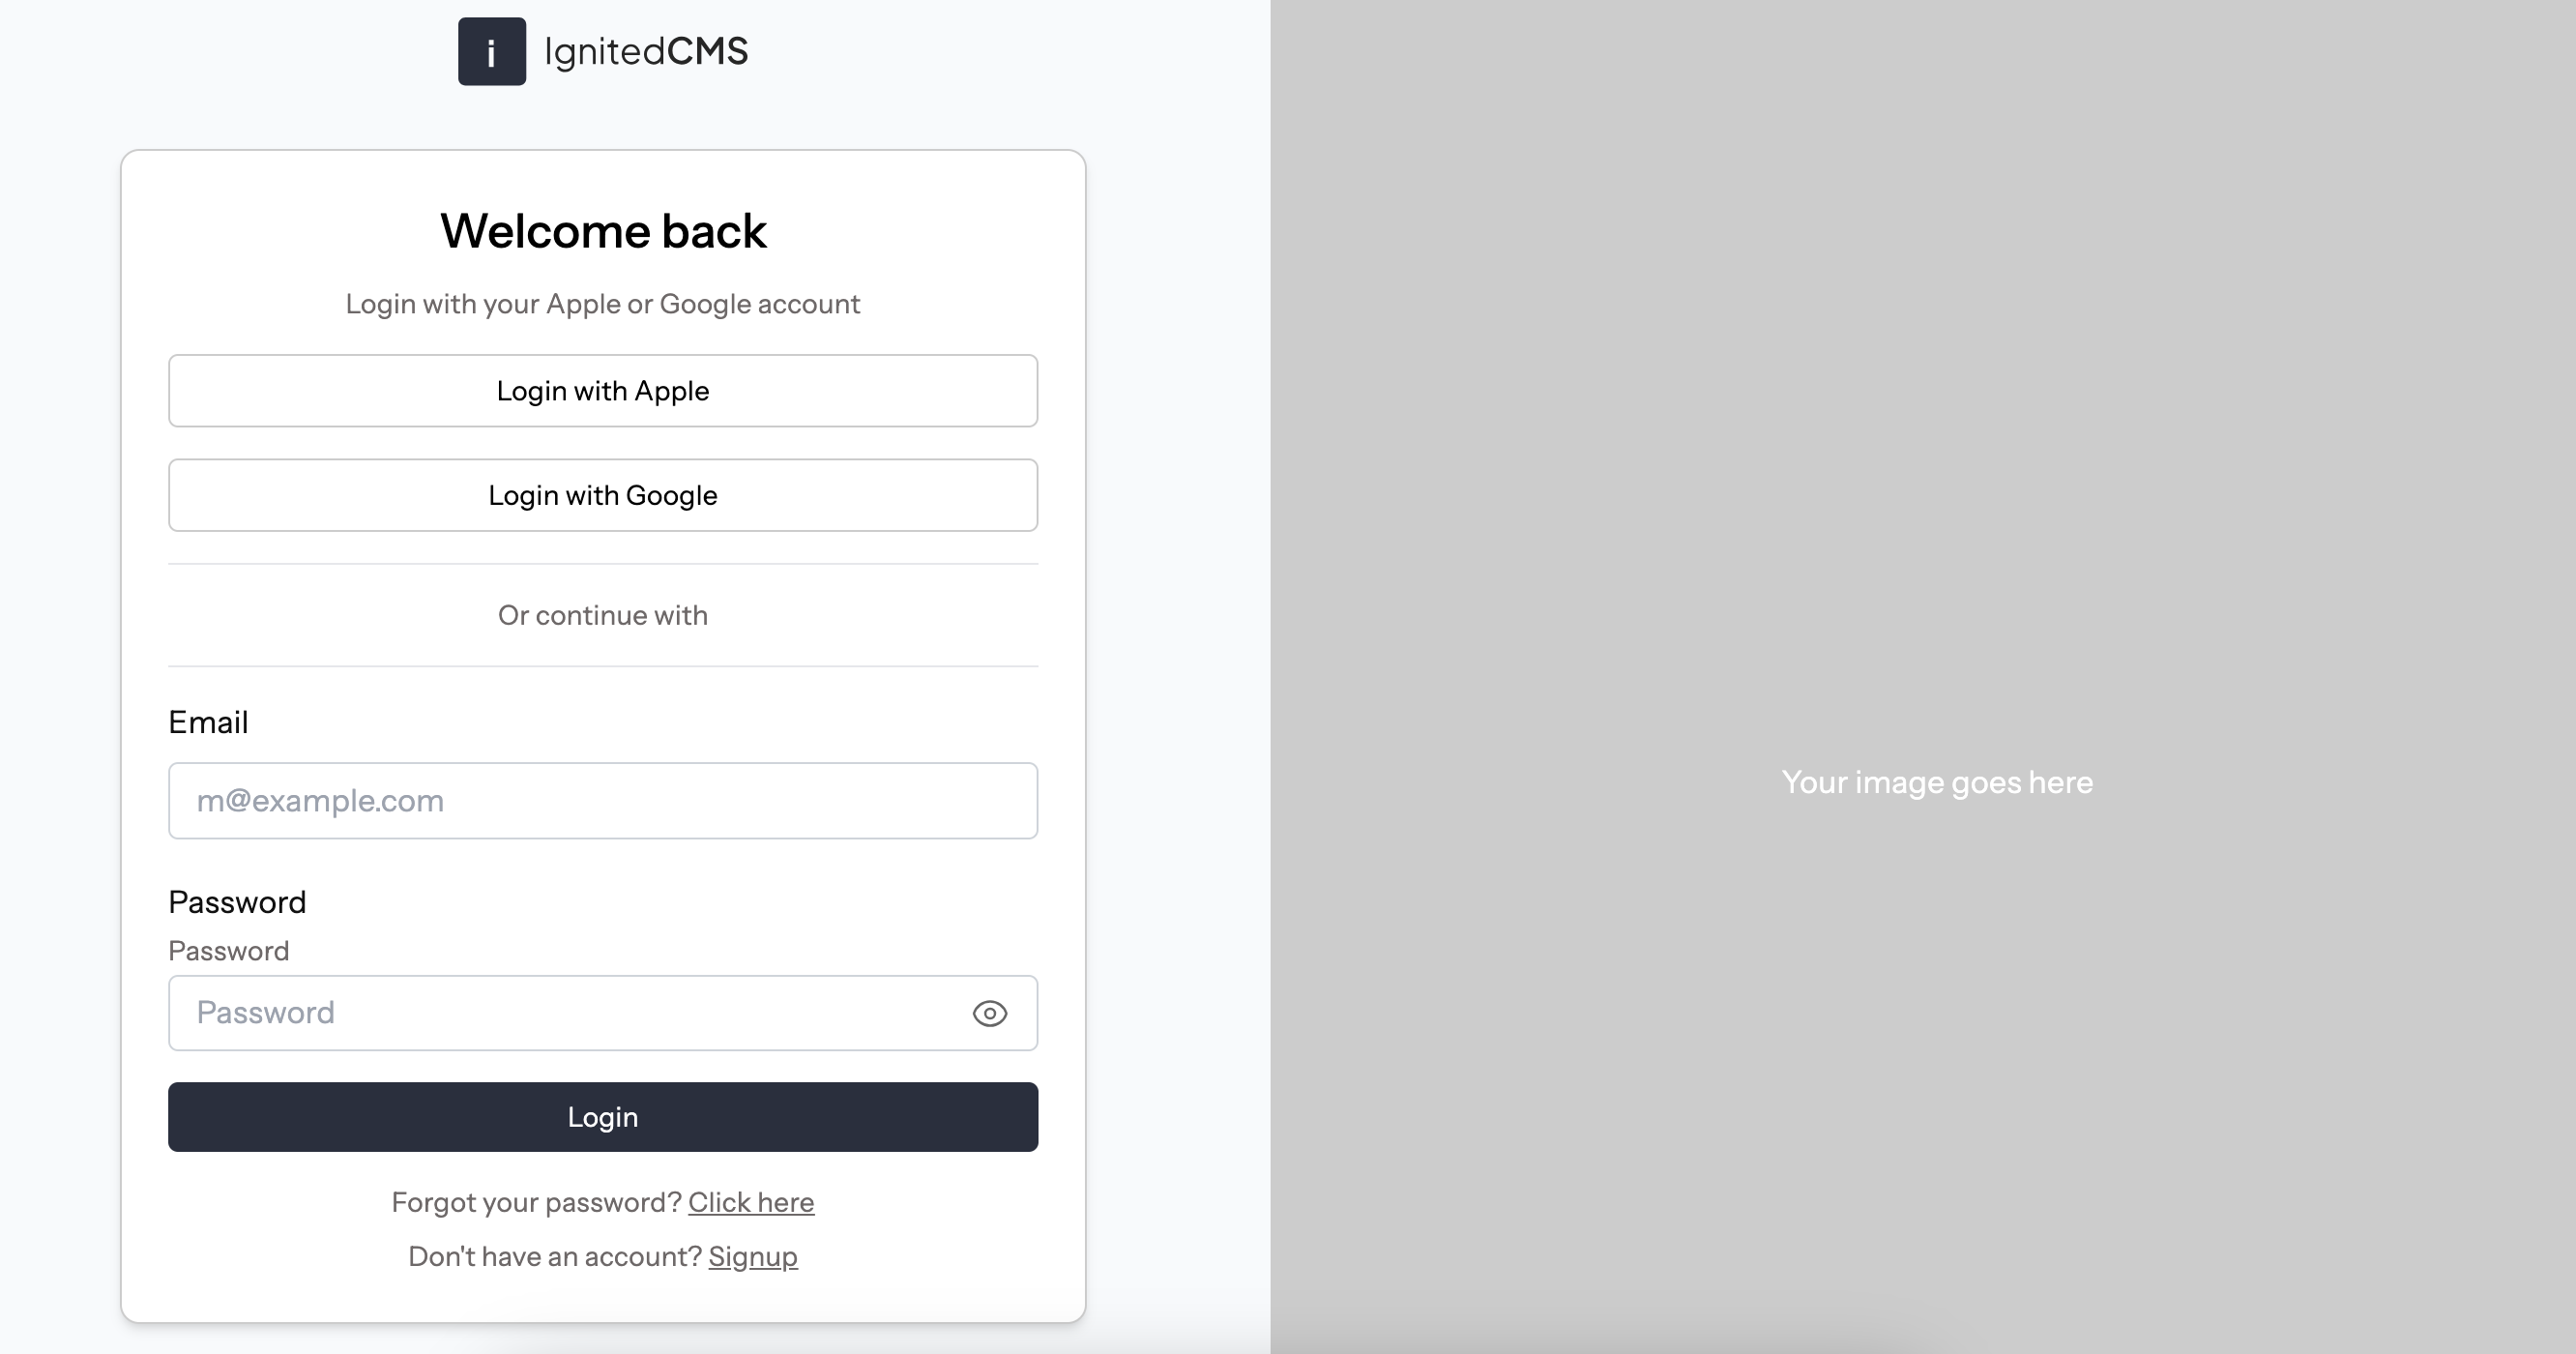 i IgnitedCMS
Welcome back
Login with your Apple or Google account
Login with Apple
Login with Google
Or continue with
Email
m@example.com
Password
Password
Password
Login
Forgot your password? Click here
Don't have an account? Signup
Your image goes here